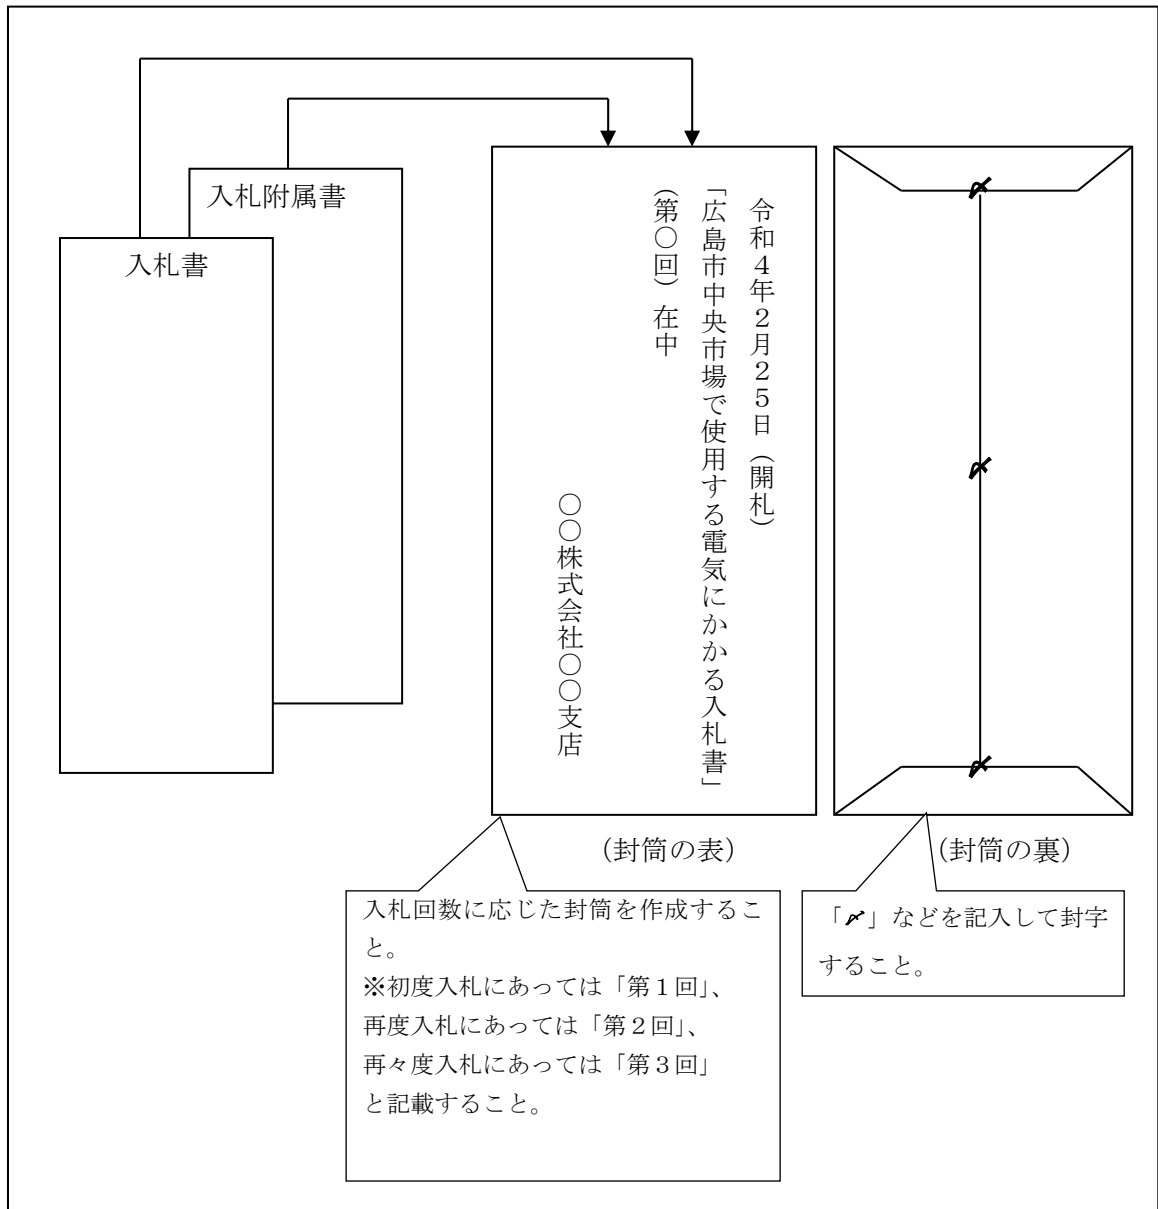 入札附属書
入札書
令和４年２月２５日（開札）
「広島市中央市場で使用する電気にかかる入札書」
（第〇回）在中
〇〇株式会社〇〇支店
〆
〆
〆
（封筒の表）
（封筒の裏）
入札回数に応じた封筒を作成するこ
と。
※初度入札にあっては「第１回」、
再度入札にあっては「第２回」、
再々度入札にあっては「第３回」
と記載すること。
「〆」などを記入して封字
すること。